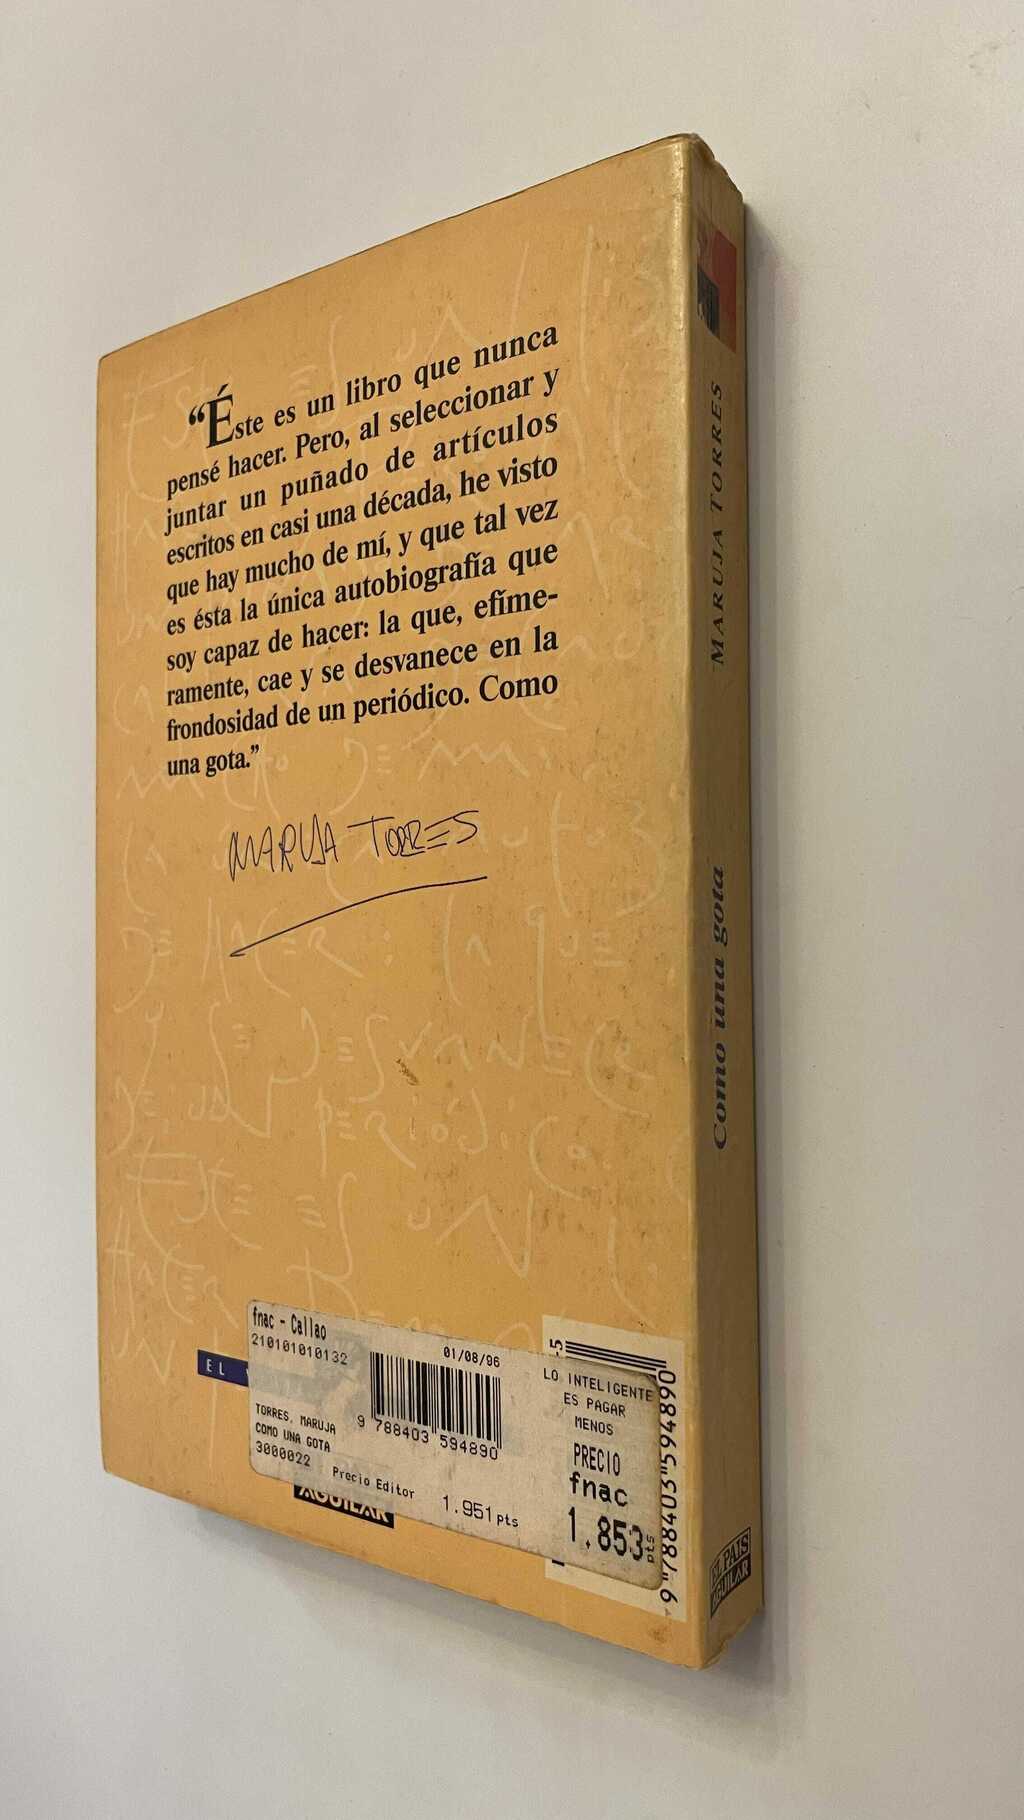 “Éste es un libro que nunca
pensé hacer. Pero, al seleccionar y
juntar un puñado de artículos
escritos en casi una década, he visto
que hay mucho de mí, y que tal vez
es ésta la única autobiografía que
soy capaz de hacer: la que, efíme-
ramente, cae y se desvanece en la
frondosidad de un periódico. Como
una gota.”
MARUJA TORRES
MARUJA TORRES
Como una gota
EL PAIS
AGUILAR
EL
fnac - Callao
210101010132
01/08/96
9 788403 594890
TORRES, MARUJA
COMO UNA GOTA
3000022
Precio Editor
1.951 pts
LO INTELIGENTE
ES PAGAR
MENOS
PRECIO
fnac
1.853 pts
AGUILAR
9 788403 594890